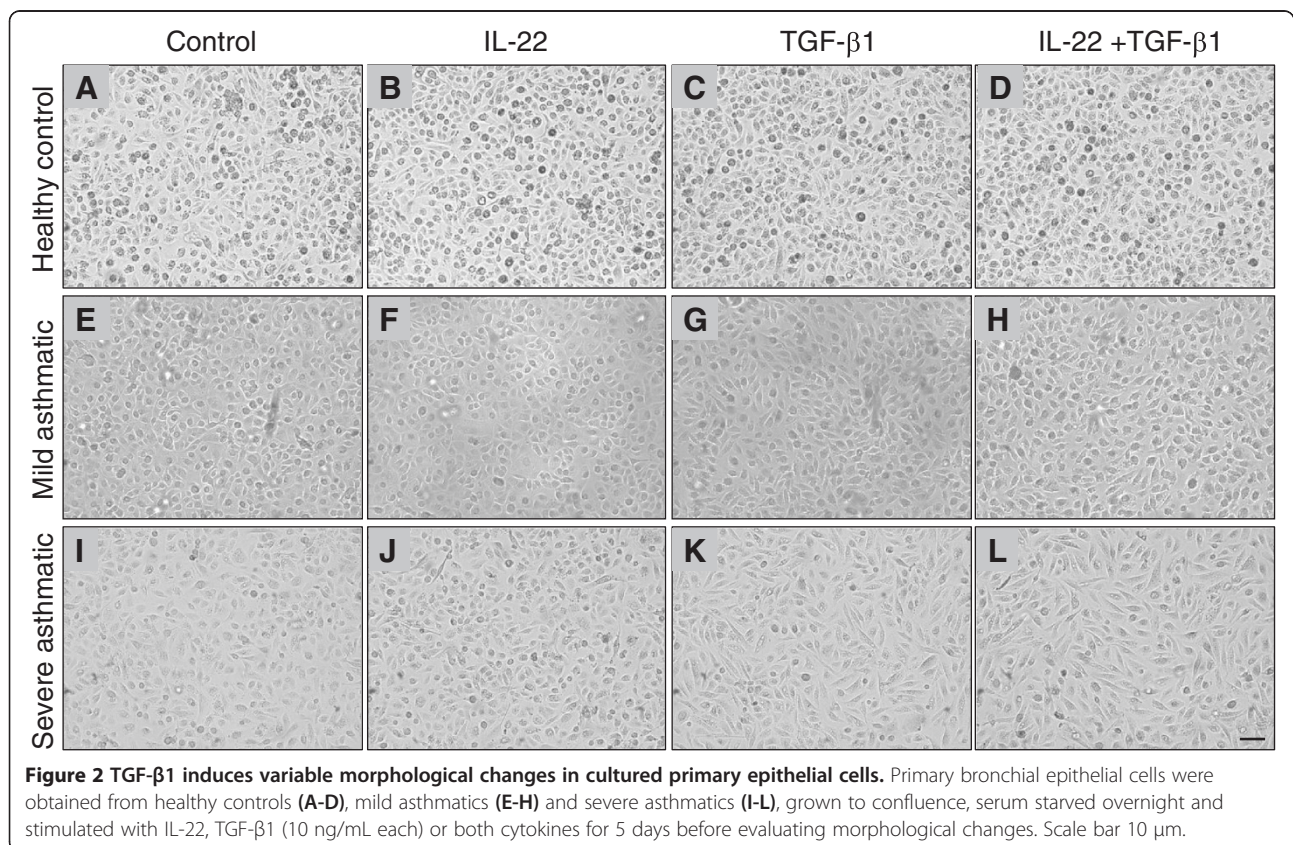 Control IL-22 TGF-β1 IL-22 +TGF-β1
Healthy control
A B C D
Mild asthmatic
E F G H
Severe asthmatic
I J K L
Figure 2 TGF-β1 induces variable morphological changes in cultured primary epithelial cells. Primary bronchial epithelial cells were
obtained from healthy controls (A-D), mild asthmatics (E-H) and severe asthmatics (I-L), grown to confluence, serum starved overnight and
stimulated with IL-22, TGF-β1 (10 ng/mL each) or both cytokines for 5 days before evaluating morphological changes. Scale bar 10 μm.